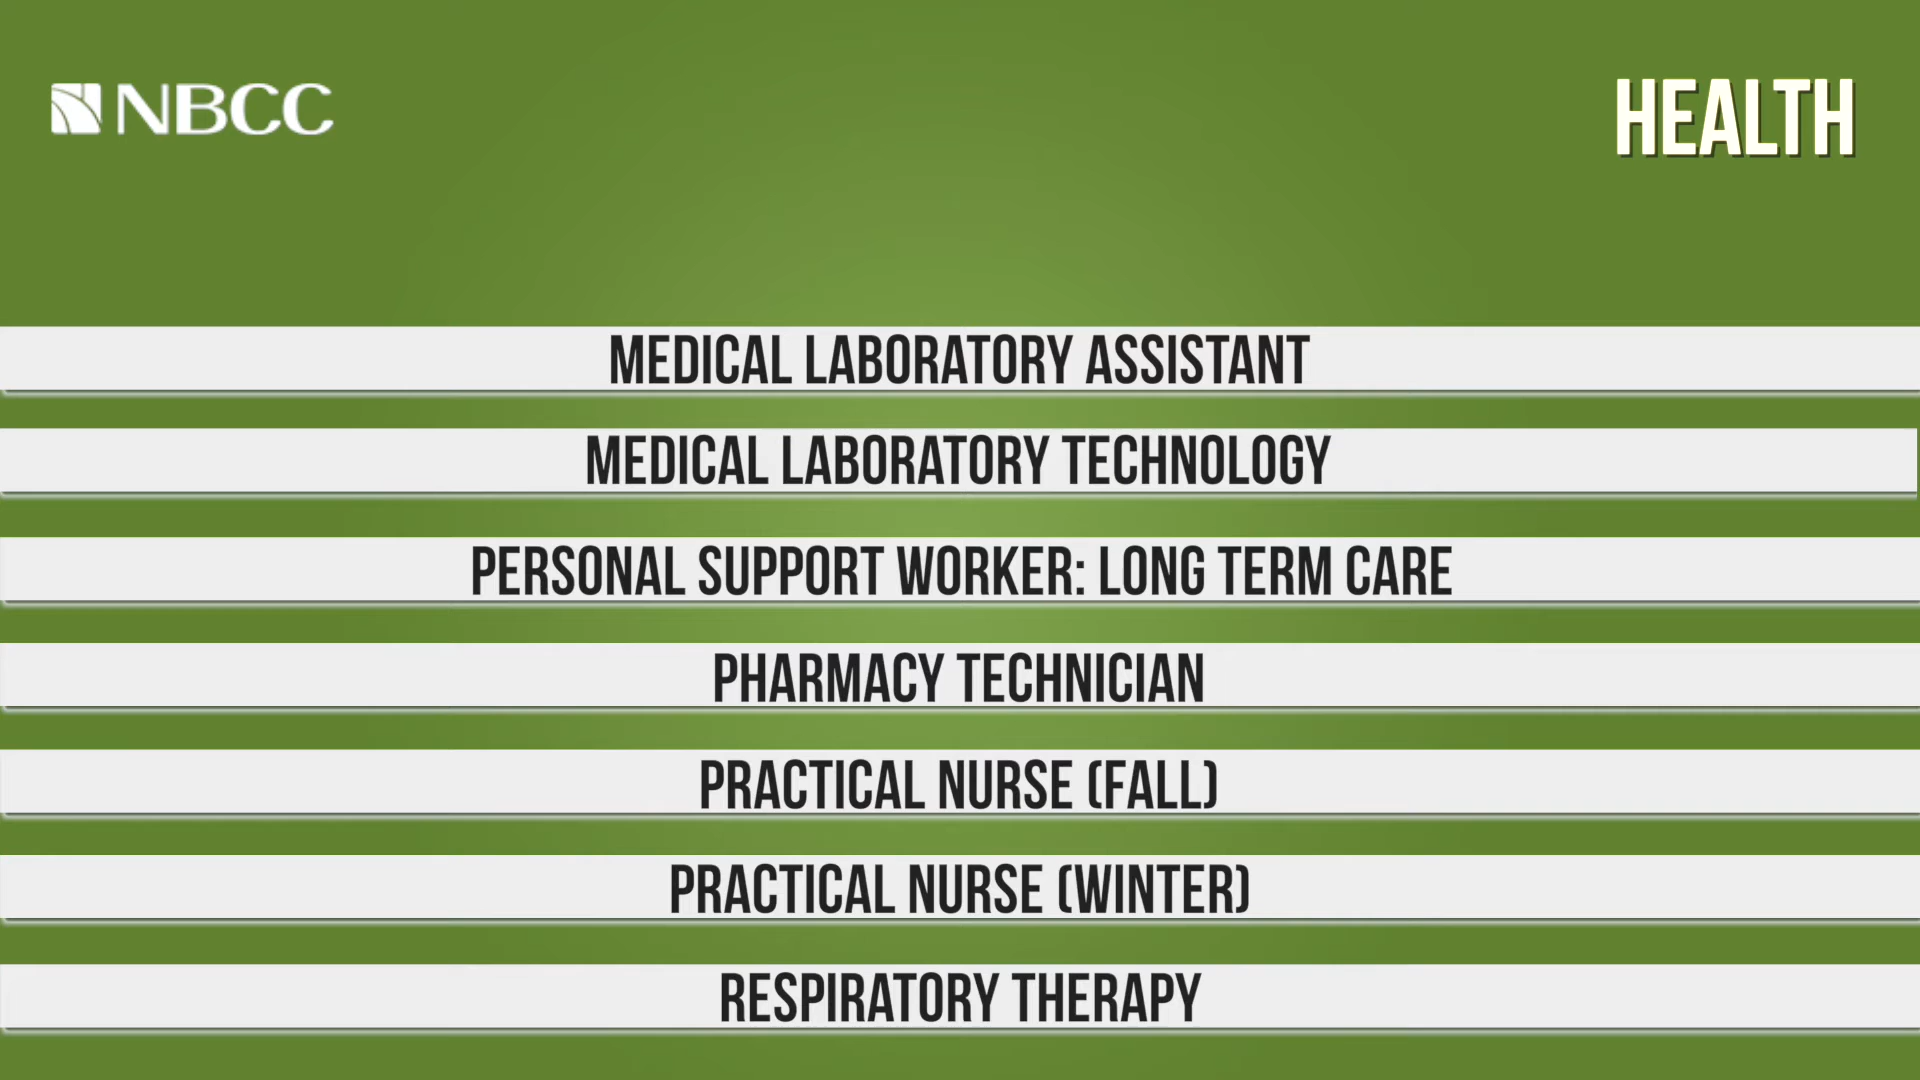 NBCC
HEALTH
MEDICAL LABORATORY ASSISTANT
MEDICAL LABORATORY TECHNOLOGY
PERSONAL SUPPORT WORKER: LONG TERM CARE
PHARMACY TECHNICIAN
PRACTICAL NURSE (FALL)
PRACTICAL NURSE (WINTER)
RESPIRATORY THERAPY